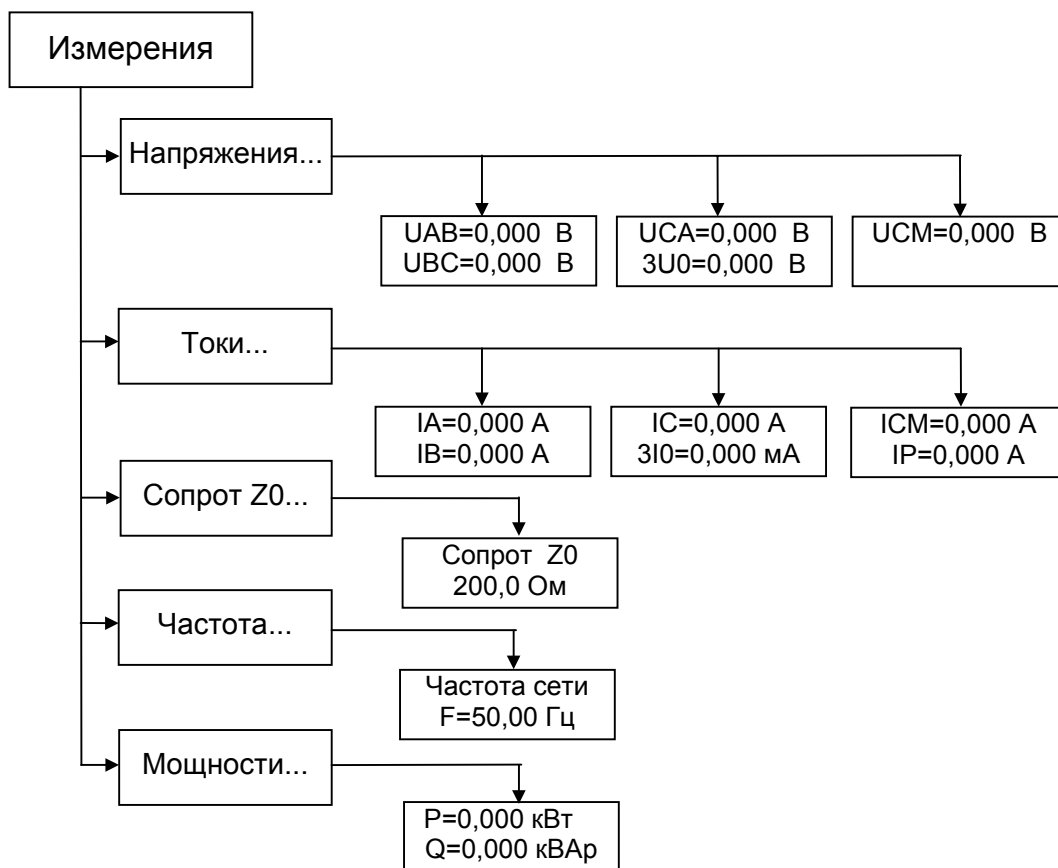 Измерения
Напряжения...
UAB=0,000 В
UBC=0,000 В
UCA=0,000 В
3U0=0,000 В
UCM=0,000 В
Токи...
IA=0,000 А
IB=0,000 А
IC=0,000 А
3I0=0,000 мА
ICM=0,000 А
IP=0,000 А
Сопрот Z0...
Сопрот Z0
200,0 Ом
Частота...
Частота сети
F=50,00 Гц
Мощности...
P=0,000 кВт
Q=0,000 кВАр